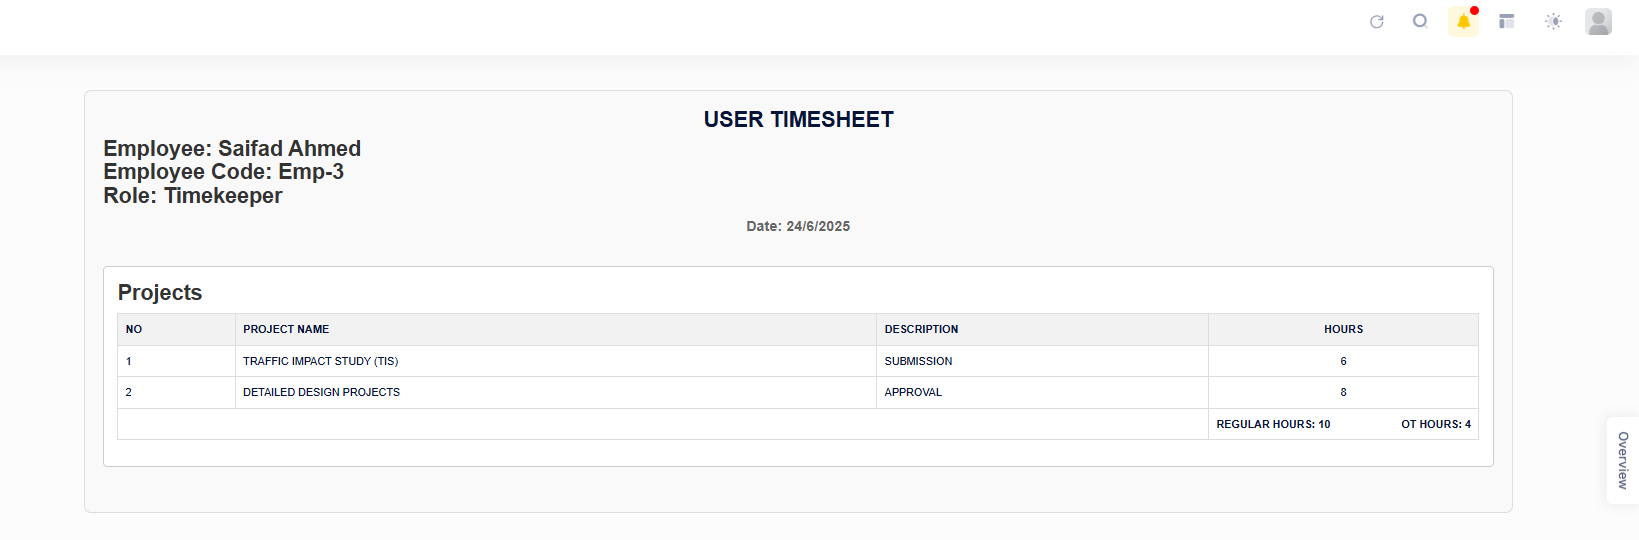 USER TIMESHEET
Employee: Saifad Ahmed
Employee Code: Emp-3
Role: Timekeeper
Date: 24/6/2025
Projects
NO PROJECT NAME DESCRIPTION HOURS
1 TRAFFIC IMPACT STUDY (TIS) SUBMISSION 6
2 DETAILED DESIGN PROJECTS APPROVAL 8
REGULAR HOURS: 10 OT HOURS: 4
Overview